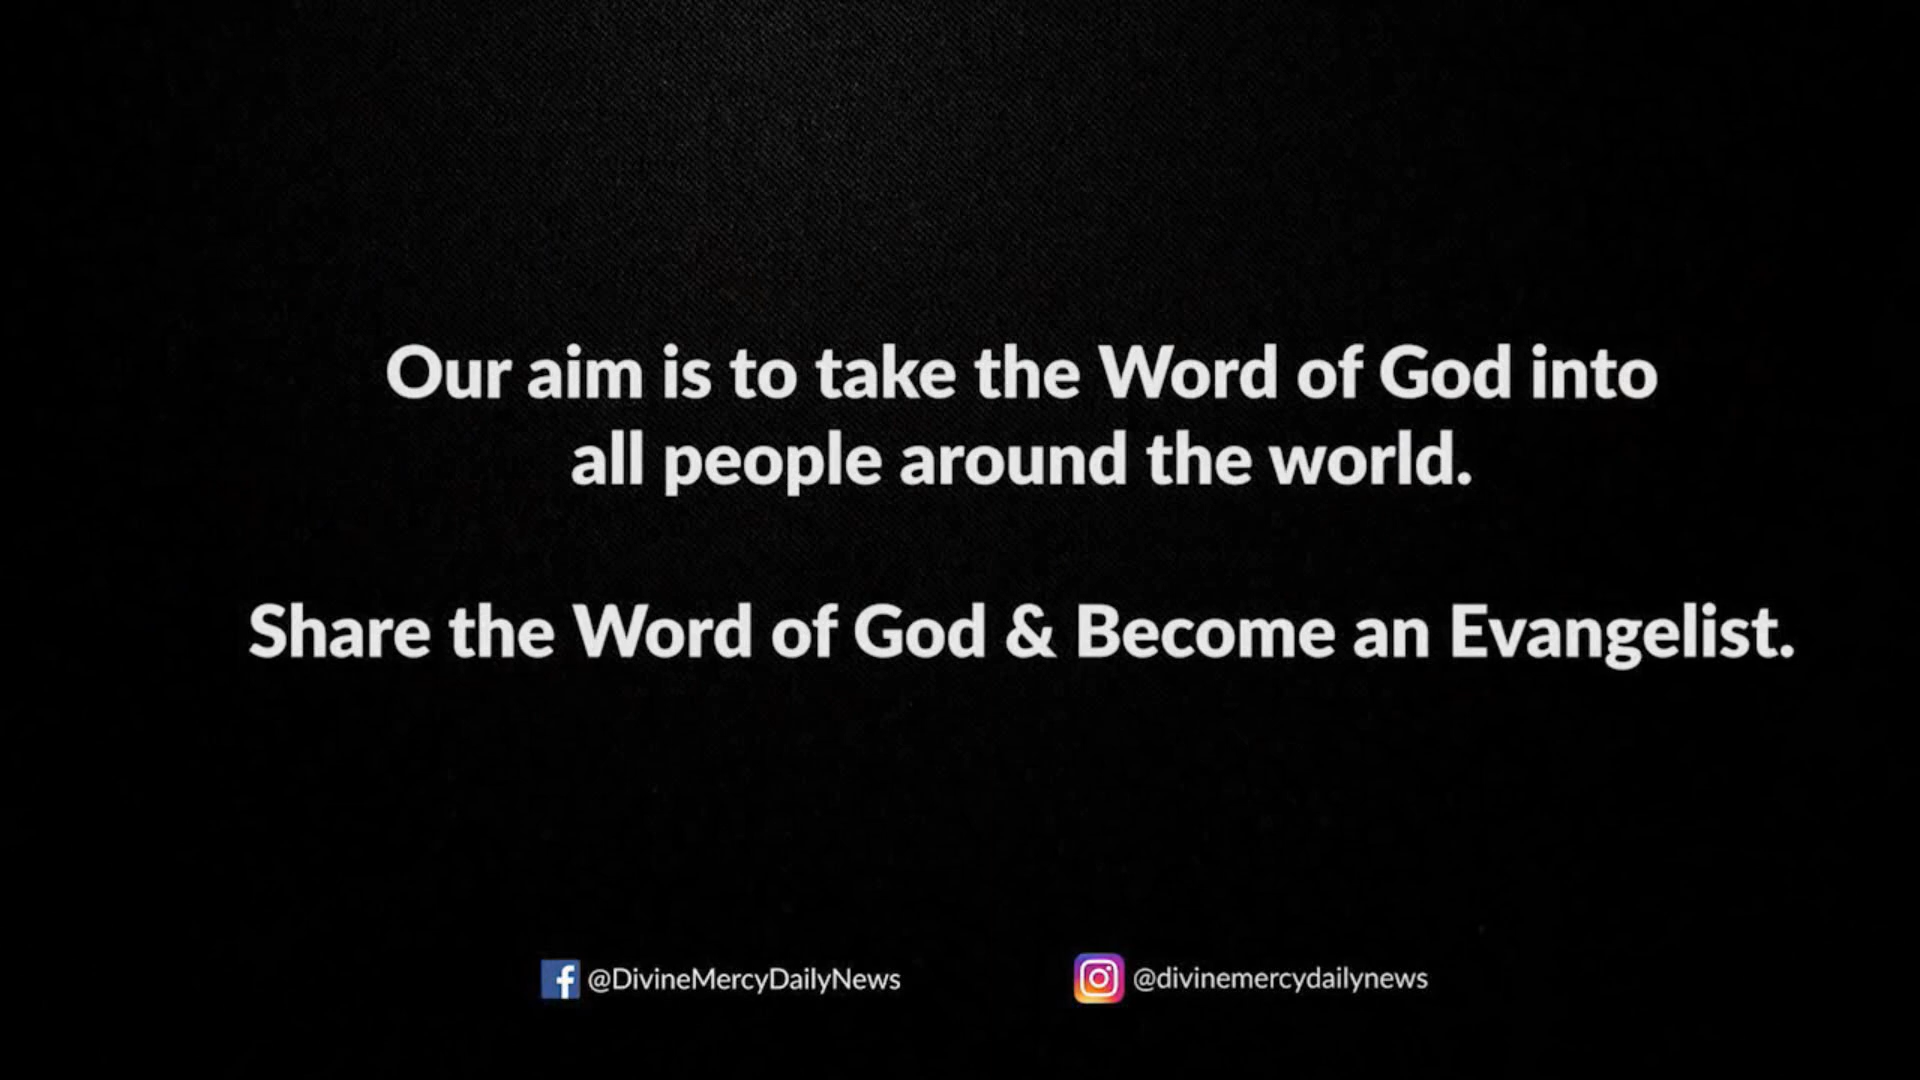 Our aim is to take the Word of God into
all people around the world.
Share the Word of God & Become an Evangelist.
@DivineMercyDailyNews
@divinemercydailynews